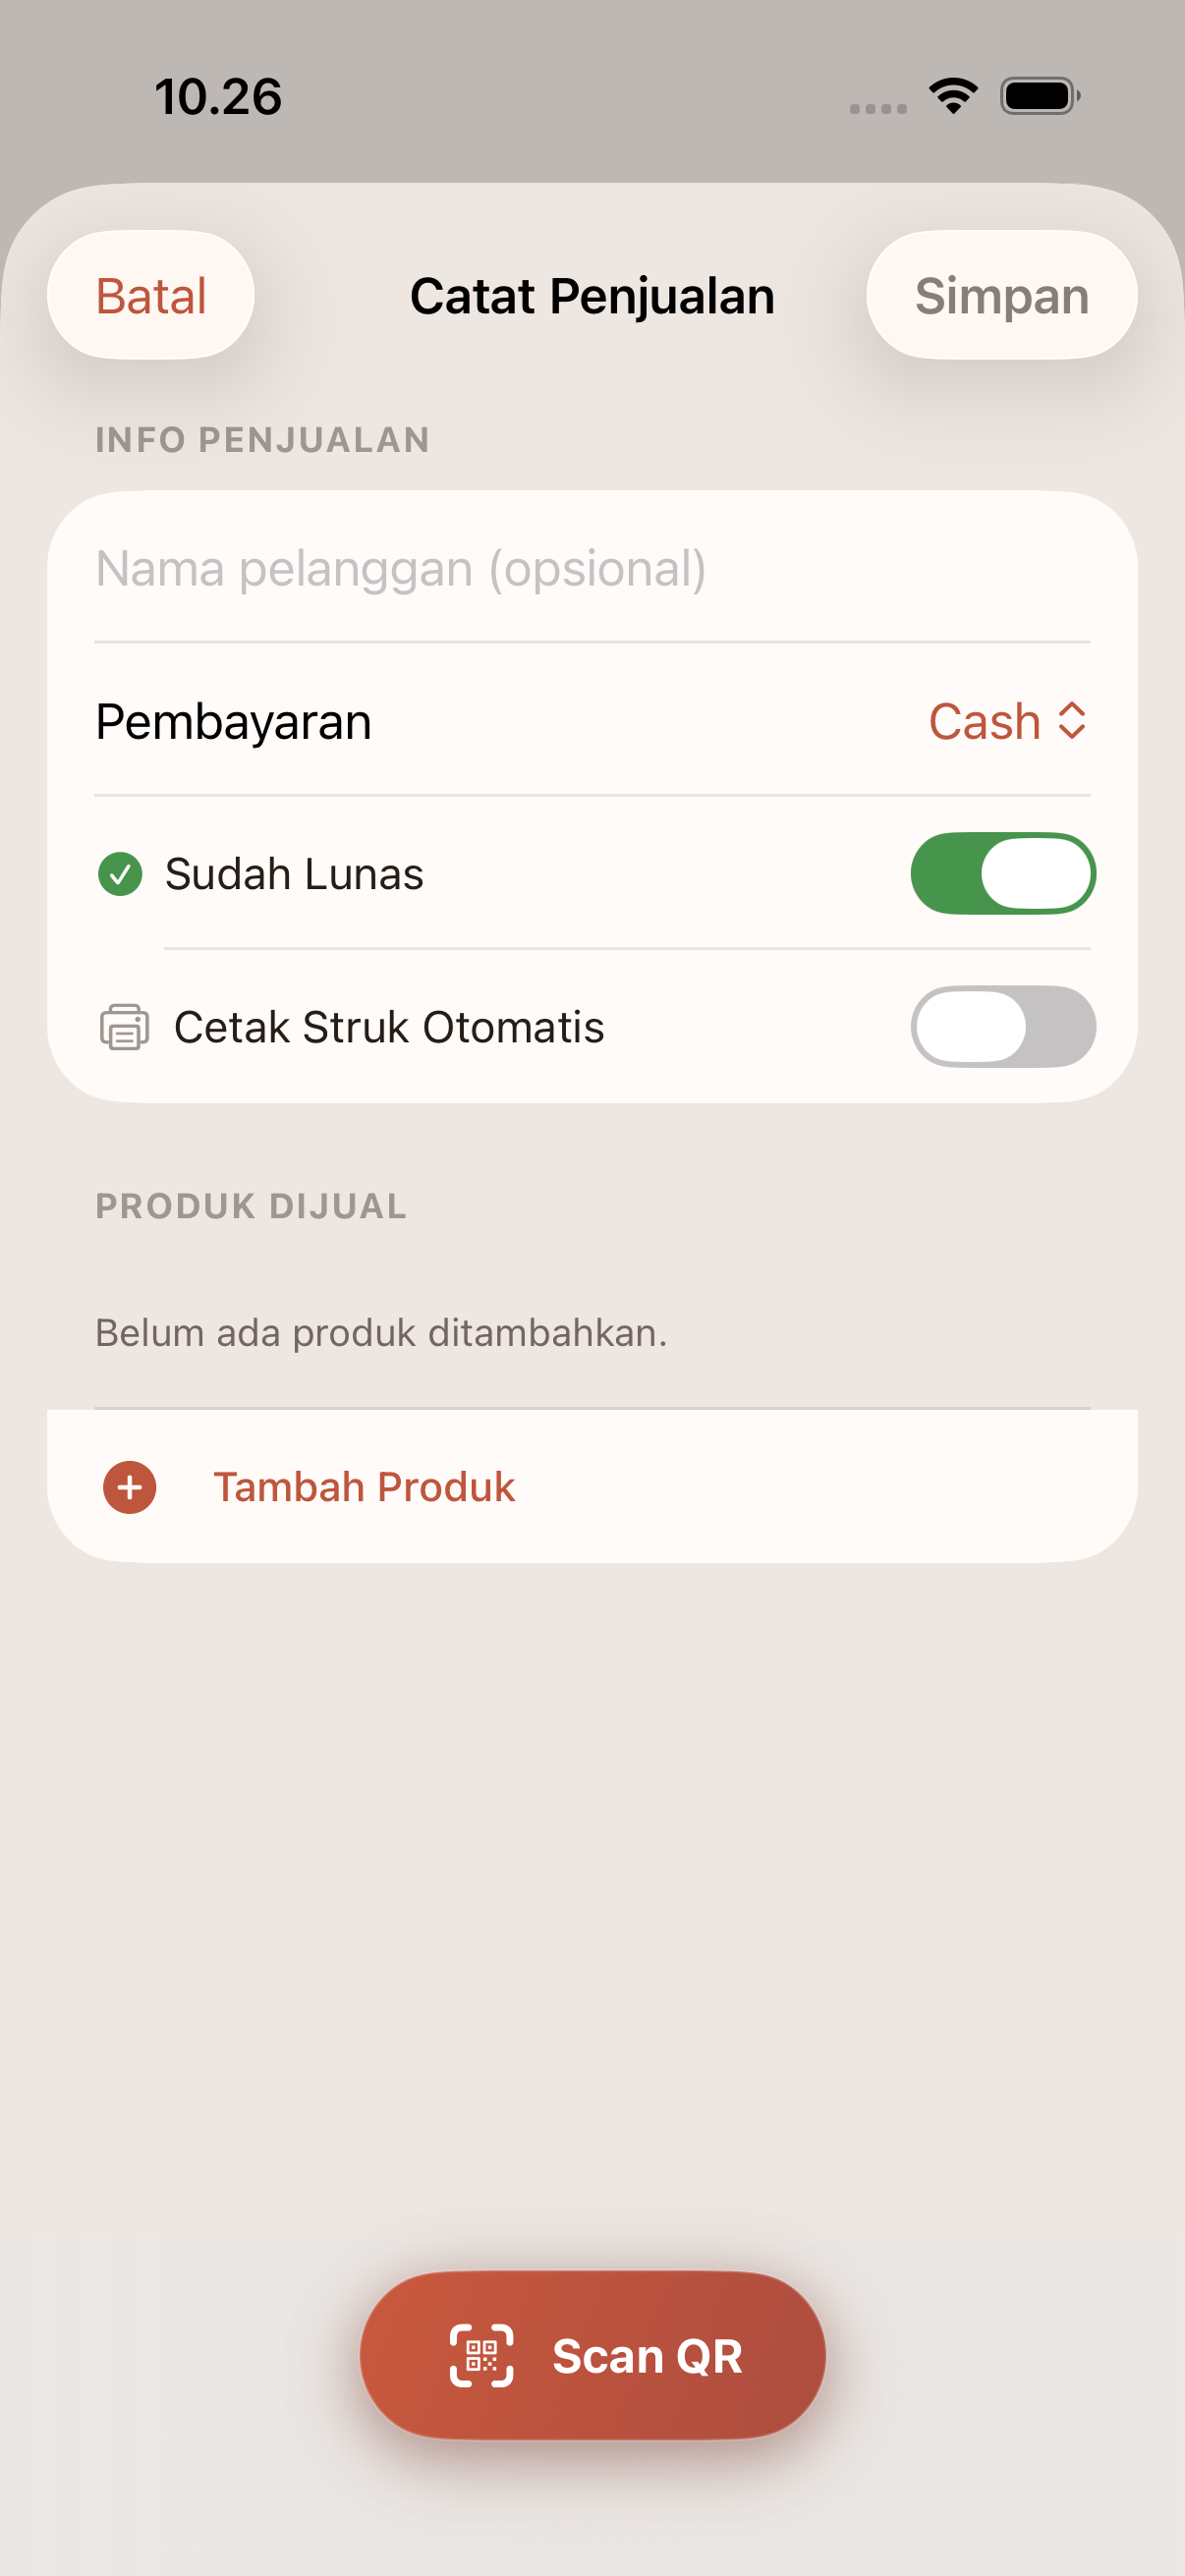 10.26
Batal
Catat Penjualan
Simpan
INFO PENJUALAN
Nama pelanggan (opsional)
Pembayaran
Cash
Sudah Lunas
Cetak Struk Otomatis
PRODUK DIJUAL
Belum ada produk ditambahkan.
Tambah Produk
Scan QR